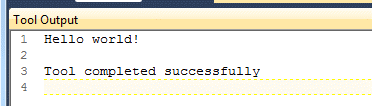 Tool Output
1 Hello world!
2
3 Tool completed successfully
4